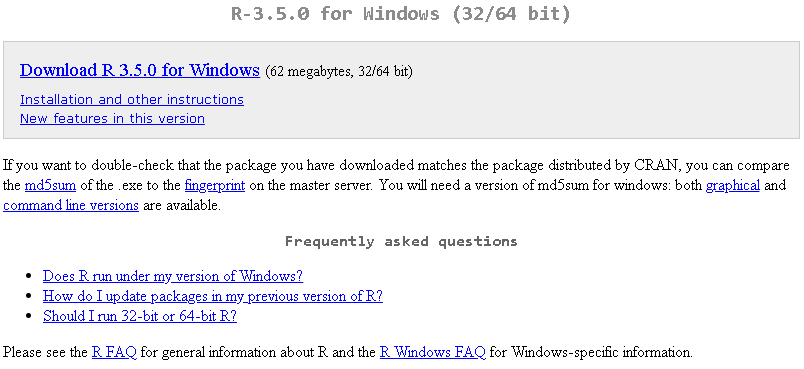 R-3.5.0 for Windows (32/64 bit)
Download R 3.5.0 for Windows (62 megabytes, 32/64 bit)
Installation and other instructions
New features in this version
If you want to double-check that the package you have downloaded matches the package distributed by CRAN, you can compare
the md5sum of the .exe to the fingerprint on the master server. You will need a version of md5sum for windows: both graphical and
command line versions are available.
Frequently asked questions
• Does R run under my version of Windows?
• How do I update packages in my previous version of R?
• Should I run 32-bit or 64-bit R?
Please see the R FAQ for general information about R and the R Windows FAQ for Windows-specific information.